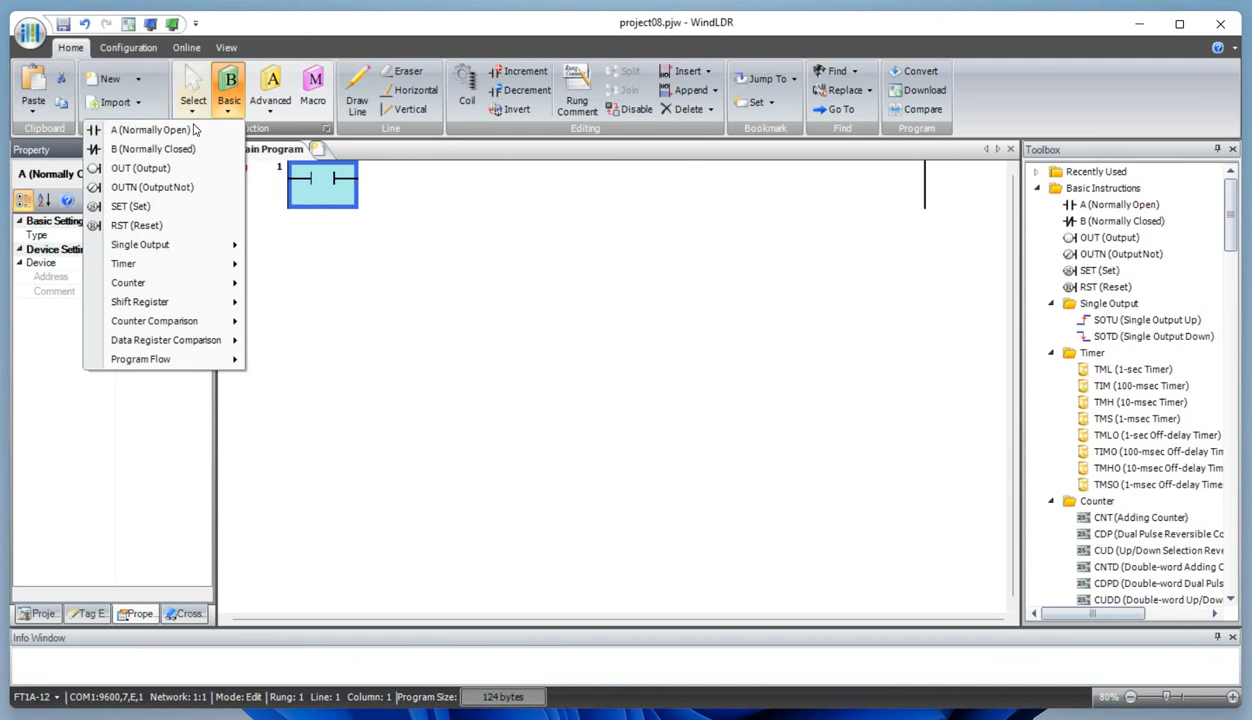 project08.pjw - WindLDR
Home Configuration Online View
Paste
Clipboard
New
Import
Select
Basic
Advanced
Macro
ction
Draw Line
Eraser
Horizontal
Vertical
Line
Coil
Increment
Decrement
Invert
Rung Comment
Split
Join
Disable
Insert
Append
Delete
Editing
Jump To
Set
Bookmark
Find
Replace
Go To
Find
Convert
Download
Compare
Program
A (Normally Open)
B (Normally Closed)
OUT (Output)
OUTN (OutputNot)
SET (Set)
RST (Reset)
Single Output
Timer
Counter
Shift Register
Counter Comparison
Data Register Comparison
Program Flow
Property
A (Normally C
Basic Setting
Type
Device Settin
Device
Address
Comment
ain Program
1
Toolbox
Recently Used
Basic Instructions
A (Normally Open)
B (Normally Closed)
OUT (Output)
OUTN (OutputNot)
SET (Set)
RST (Reset)
Single Output
SOTU (Single Output Up)
SOTD (Single Output Down)
Timer
TML (1-sec Timer)
TIM (100-msec Timer)
TMH (10-msec Timer)
TMS (1-msec Timer)
TMLO (1-sec Off-delay Timer)
TIMO (100-msec Off-delay Tim
TMHO (10-msec Off-delay Tim
TMSO (1-msec Off-delay Time
Counter
CNT (Adding Counter)
CDP (Dual Pulse Reversible Co
CUD (Up/Down Selection Reve
CNTD (Double-word Adding C
CDPD (Double-word Dual Puls
CUDD (Double-word Up/Dow
Proje... Tag E... Prope... Cross...
Info Window
FT1A-12 COM1:9600,7,E,1 Network: 1:1 Mode: Edit Rung: 1 Line: 1 Column: 1 Program Size: 124 bytes 80%